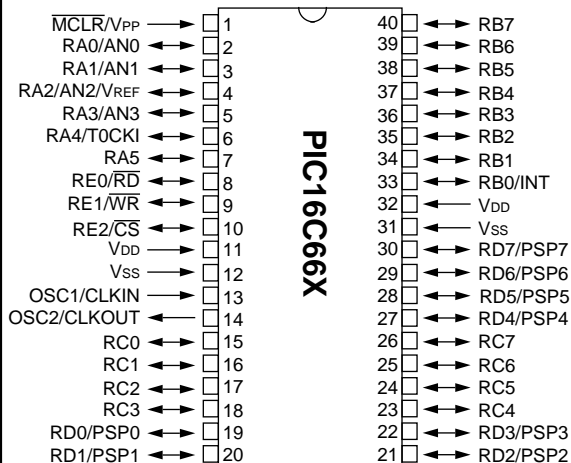 MCLR/VPP 1 40 RB7
RA0/AN0 2 39 RB6
RA1/AN1 3 38 RB5
RA2/AN2/VREF 4 37 RB4
RA3/AN3 5 36 RB3
RA4/T0CKI 6 35 RB2
RA5 7 34 RB1
RE0/RD 8 33 RB0/INT
RE1/WR 9 32 VDD
RE2/CS 10 31 VSS
VDD 11 30 RD7/PSP7
VSS 12 29 RD6/PSP6
OSC1/CLKIN 13 28 RD5/PSP5
OSC2/CLKOUT 14 27 RD4/PSP4
RC0 15 26 RC7
RC1 16 25 RC6
RC2 17 24 RC5
RC3 18 23 RC4
RD0/PSP0 19 22 RD3/PSP3
RD1/PSP1 20 21 RD2/PSP2
PIC16C66X